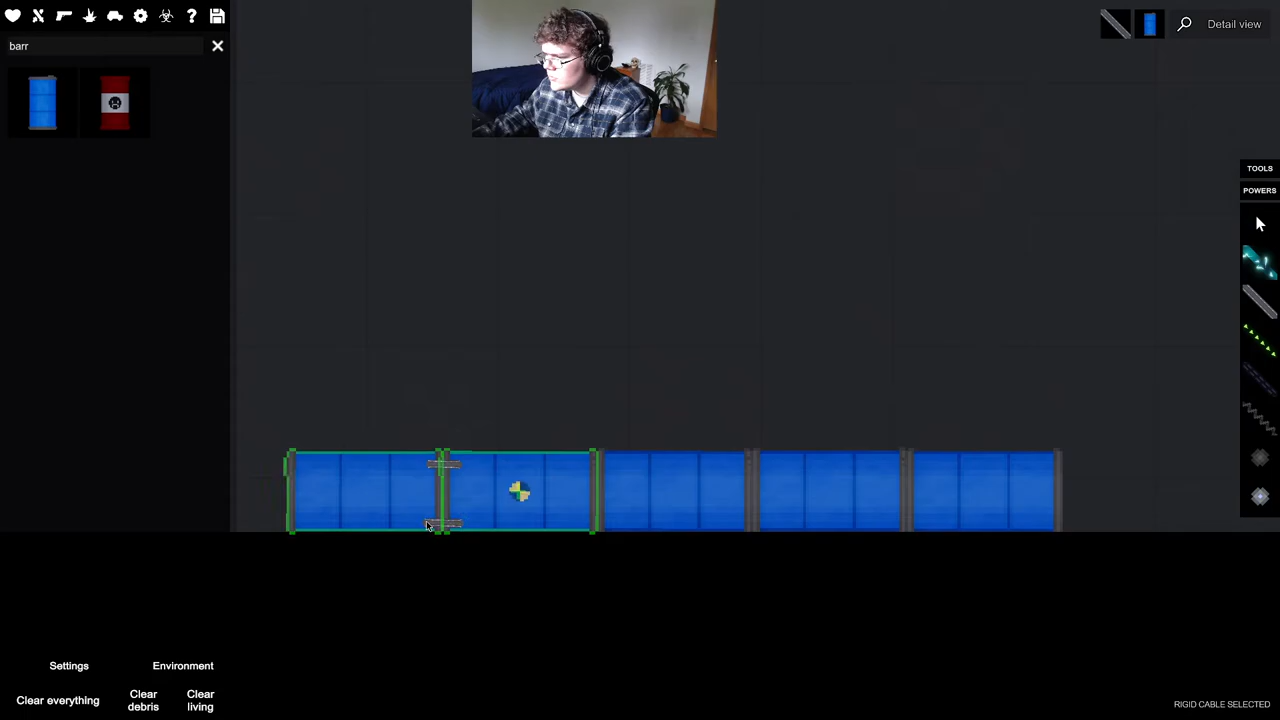 barr
Detail view
TOOLS
POWERS
Settings
Environment
Clear everything
Clear
debris
Clear
living
RIGID CABLE SELECTED